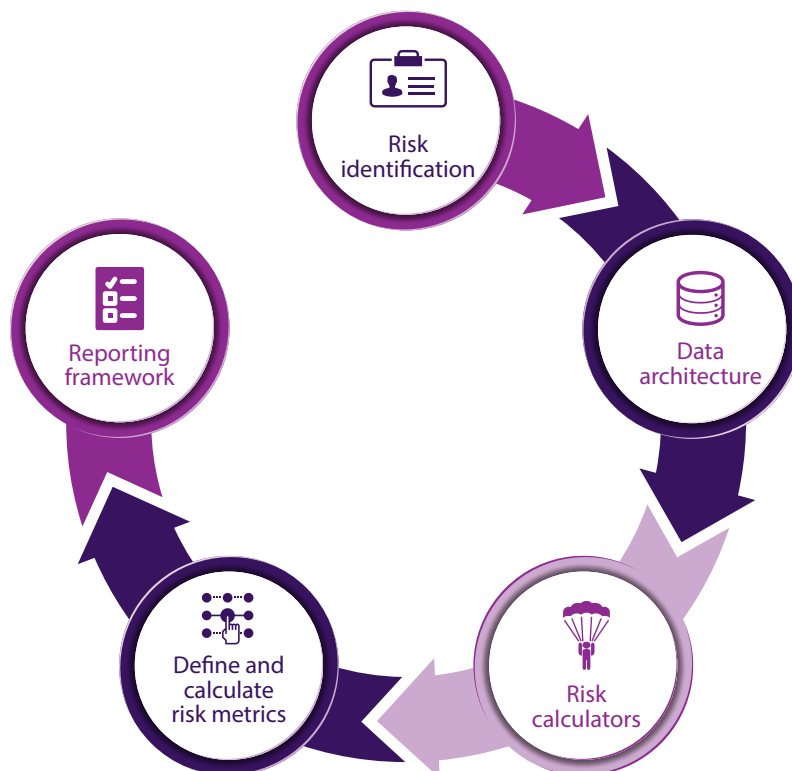 Risk
identification
Data
architecture
Risk
calculators
Define and
calculate
risk metrics
Reporting
framework